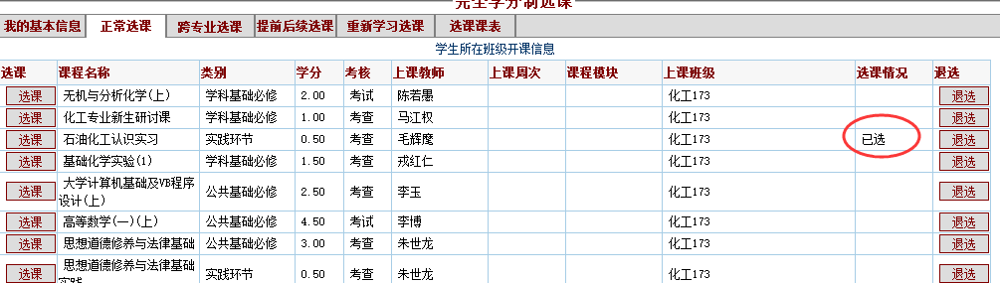 完全学分制选课
我的基本信息 正常选课 跨专业选课 提前后续选课 重新学习选课 选课课表
学生所在班级开课信息
选课 课程名称 类别 学分 考核 上课教师 上课周次 课程模块 上课班级 选课情况 退选
选课 无机与分析化学(上) 学科基础必修 2.00 考试 陈若愚 化工173 退选
选课 化工专业新生研讨课 学科基础必修 1.00 考查 马江权 化工173 退选
选课 石油化工认识实习 实践环节 0.50 考查 毛辉麾 化工173 已选 退选
选课 基础化学实验(1) 学科基础必修 1.50 考查 戎红仁 化工173 退选
选课 大学计算机基础及VB程序 公共基础必修 2.50 考查 李玉 化工173 退选
设计(上)
选课 高等数学(一)(上) 公共基础必修 4.50 考试 李博 化工173 退选
选课 思想道德修养与法律基础 公共基础必修 3.00 考查 朱世龙 化工173 退选
选课 思想道德修养与法律基础 实践环节 0.50 考查 朱世龙 化工173 退选
实践